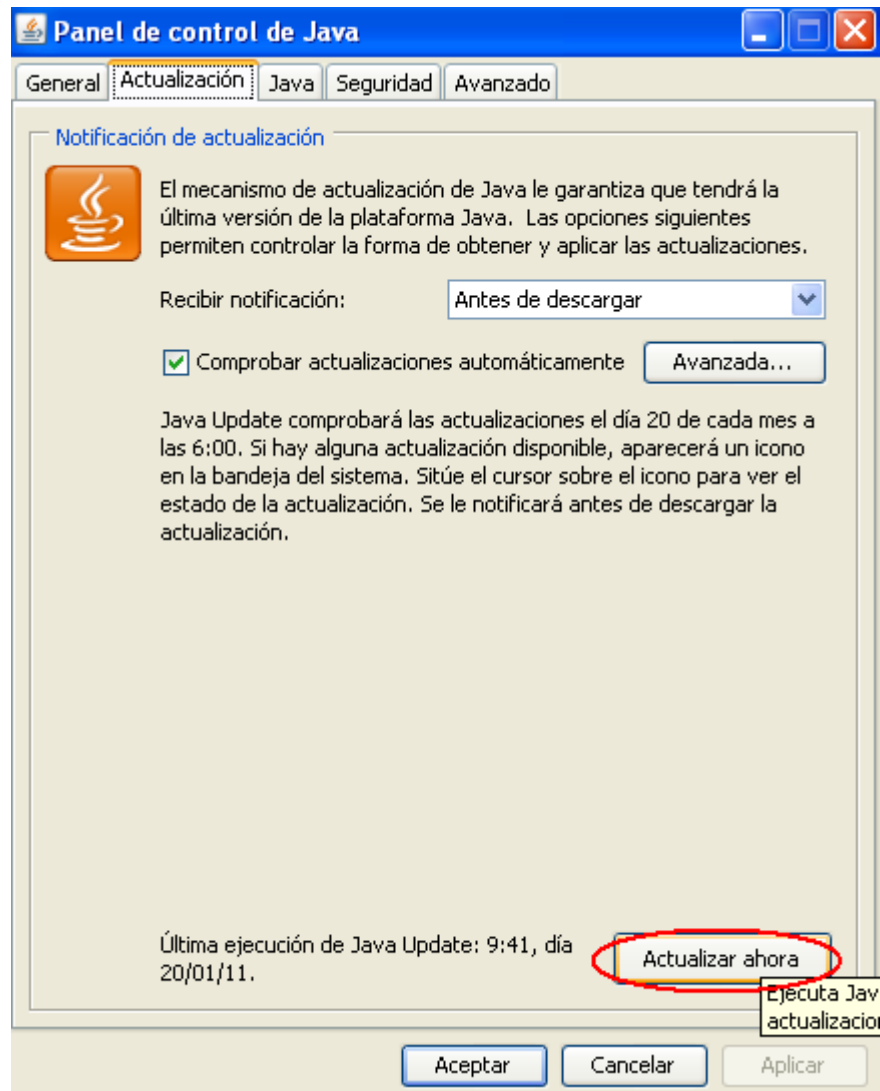 Panel de control de Java
General Actualización Java Seguridad Avanzado
Notificación de actualización
El mecanismo de actualización de Java le garantiza que tendrá la
última versión de la plataforma Java. Las opciones siguientes
permiten controlar la forma de obtener y aplicar las actualizaciones.
Recibir notificación: Antes de descargar
Comprobar actualizaciones automáticamente Avanzada...
Java Update comprobará las actualizaciones el día 20 de cada mes a
las 6:00. Si hay alguna actualización disponible, aparecerá un icono
en la bandeja del sistema. Sitúe el cursor sobre el icono para ver el
estado de la actualización. Se le notificará antes de descargar la
actualización.
Última ejecución de Java Update: 9:41, día
20/01/11.
Actualizar ahora
Ejecuta Jav
actualizacion
Aceptar Cancelar Aplicar